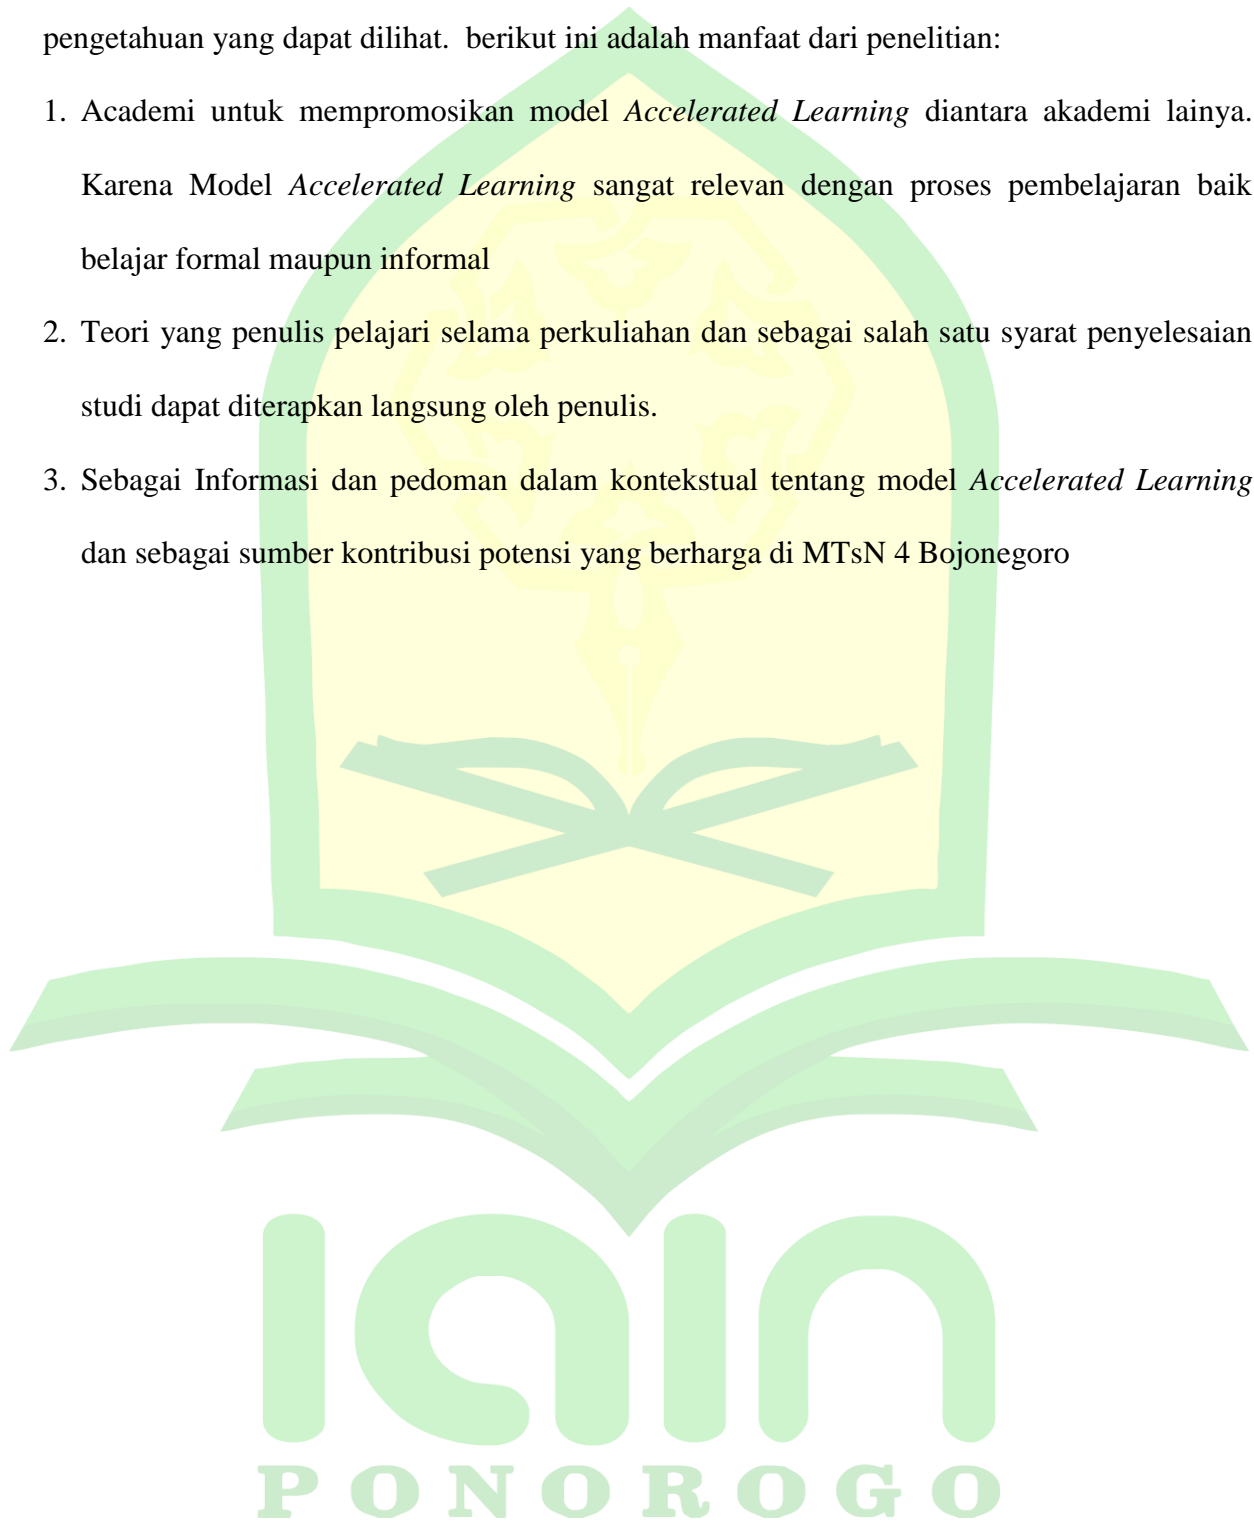 pengetahuan yang dapat dilihat.  berikut ini adalah manfaat dari penelitian:
1. Academi untuk mempromosikan model Accelerated Learning diantara akademi lainya.
Karena Model Accelerated Learning sangat relevan dengan proses pembelajaran baik
belajar formal maupun informal
2. Teori yang penulis pelajari selama perkuliahan dan sebagai salah satu syarat penyelesaian
studi dapat diterapkan langsung oleh penulis.
3. Sebagai Informasi dan pedoman dalam kontekstual tentang model Accelerated Learning
dan sebagai sumber kontribusi potensi yang berharga di MTsN 4 Bojonegoro
iain
PONOROGO